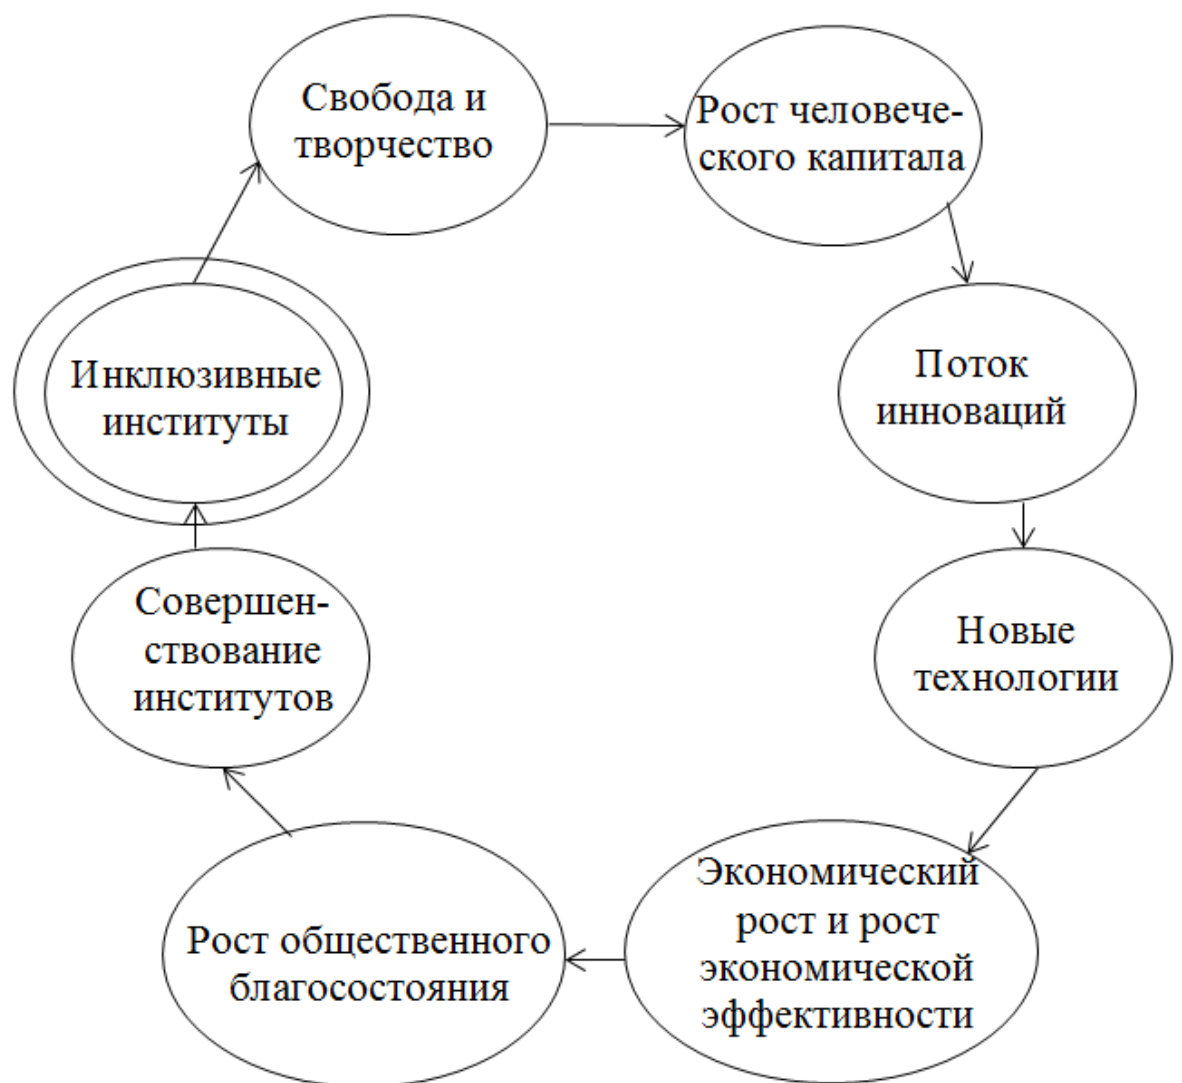 Свобода и
творчество
Рост человече-
ского капитала
Поток
инноваций
Новые
технологии
Экономический
рост и рост
экономической
эффективности
Рост общественного
благосостояния
Совершен-
ствование
институтов
Инклюзивные
институты